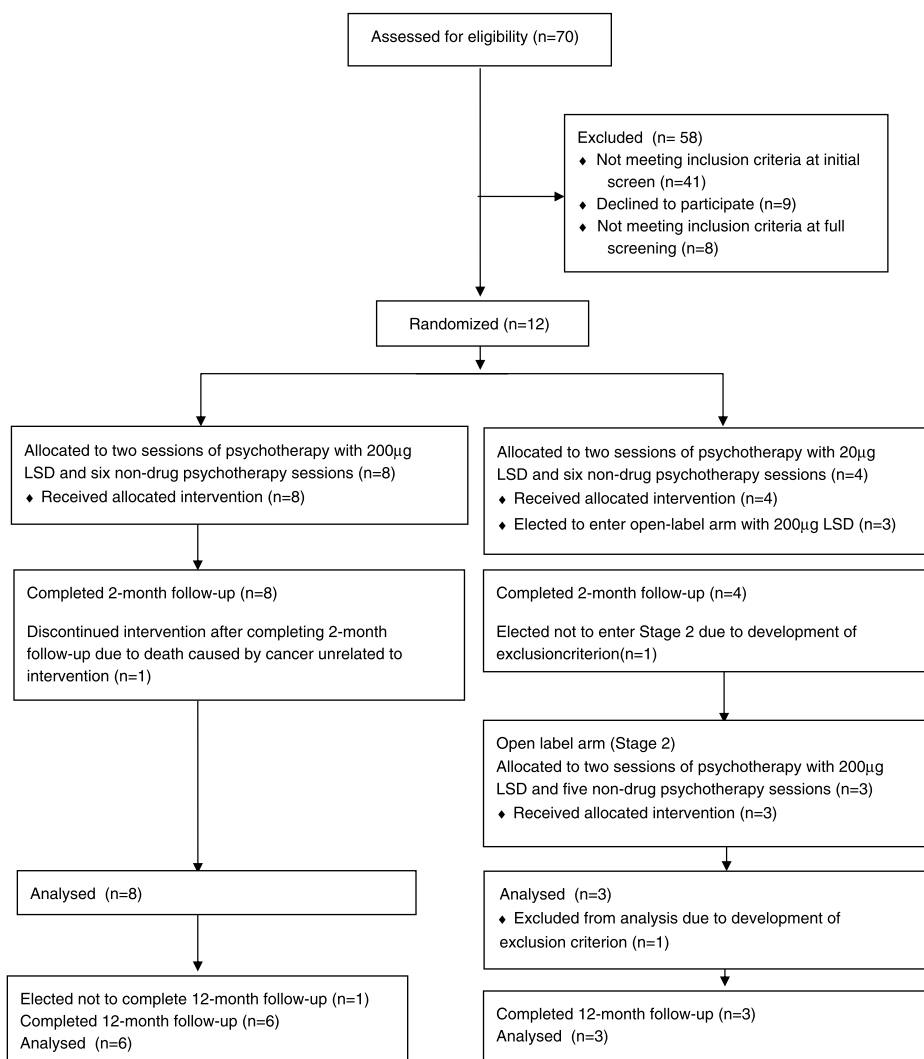 Assessed for eligibility (n=70)
Excluded (n= 58)
♦ Not meeting inclusion criteria at initial
screen (n=41)
♦ Declined to participate (n=9)
♦ Not meeting inclusion criteria at full
screening (n=8)
Randomized (n=12)
Allocated to two sessions of psychotherapy with 200µg
LSD and six non-drug psychotherapy sessions (n=8)
♦ Received allocated intervention (n=8)
Allocated to two sessions of psychotherapy with 20µg
LSD and six non-drug psychotherapy sessions (n=4)
♦ Received allocated intervention (n=4)
♦ Elected to enter open-label arm with 200µg LSD (n=3)
Completed 2-month follow-up (n=8)
Discontinued intervention after completing 2-month
follow-up due to death caused by cancer unrelated to
intervention (n=1)
Completed 2-month follow-up (n=4)
Elected not to enter Stage 2 due to development of
exclusioncriterion(n=1)
Open label arm (Stage 2)
Allocated to two sessions of psychotherapy with 200µg
LSD and five non-drug psychotherapy sessions (n=3)
♦ Received allocated intervention (n=3)
Analysed (n=8)
Analysed (n=3)
♦ Excluded from analysis due to development of
exclusion criterion (n=1)
Elected not to complete 12-month follow-up (n=1)
Completed 12-month follow-up (n=6)
Analysed (n=6)
Completed 12-month follow-up (n=3)
Analysed (n=3)